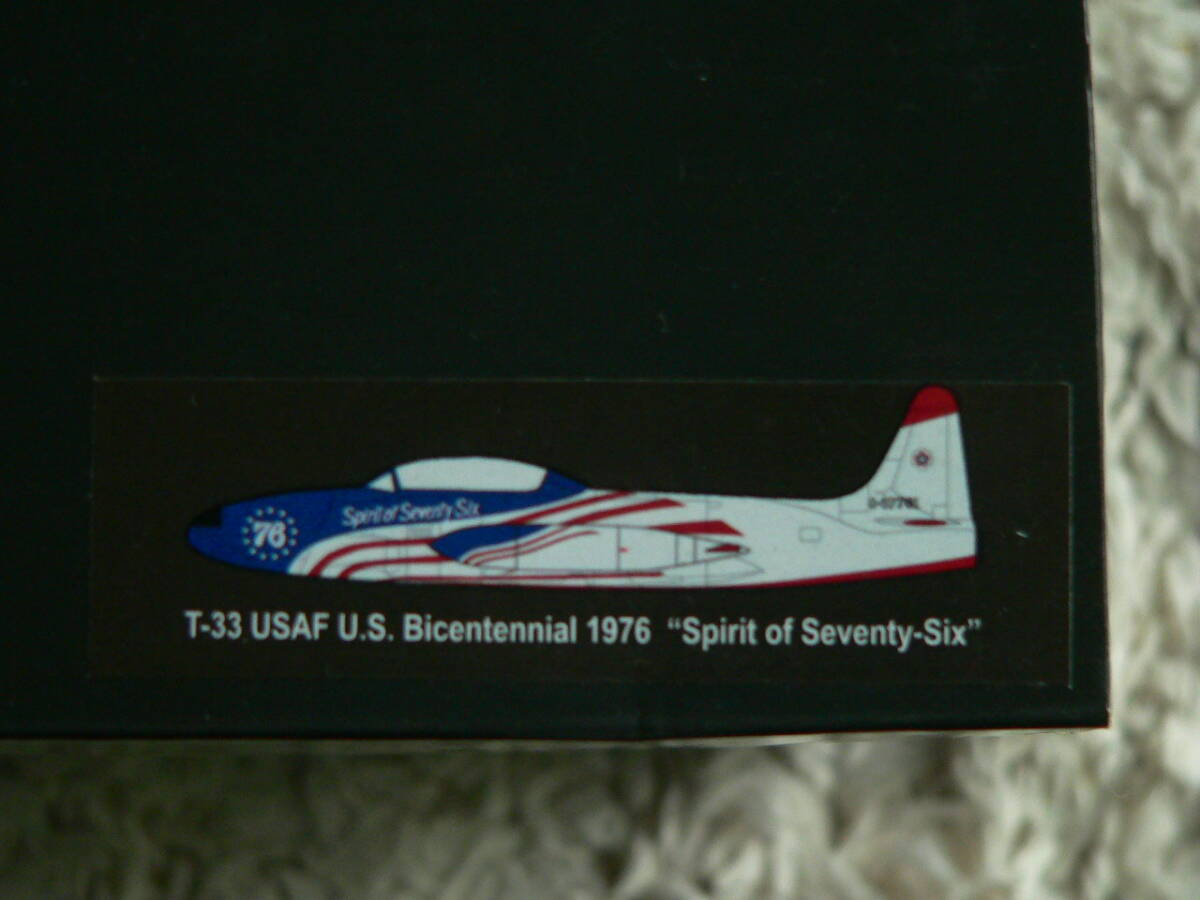 76
Spirit of Seventy Six
T-33 USAF U.S. Bicentennial 1976 “Spirit of Seventy-Six”